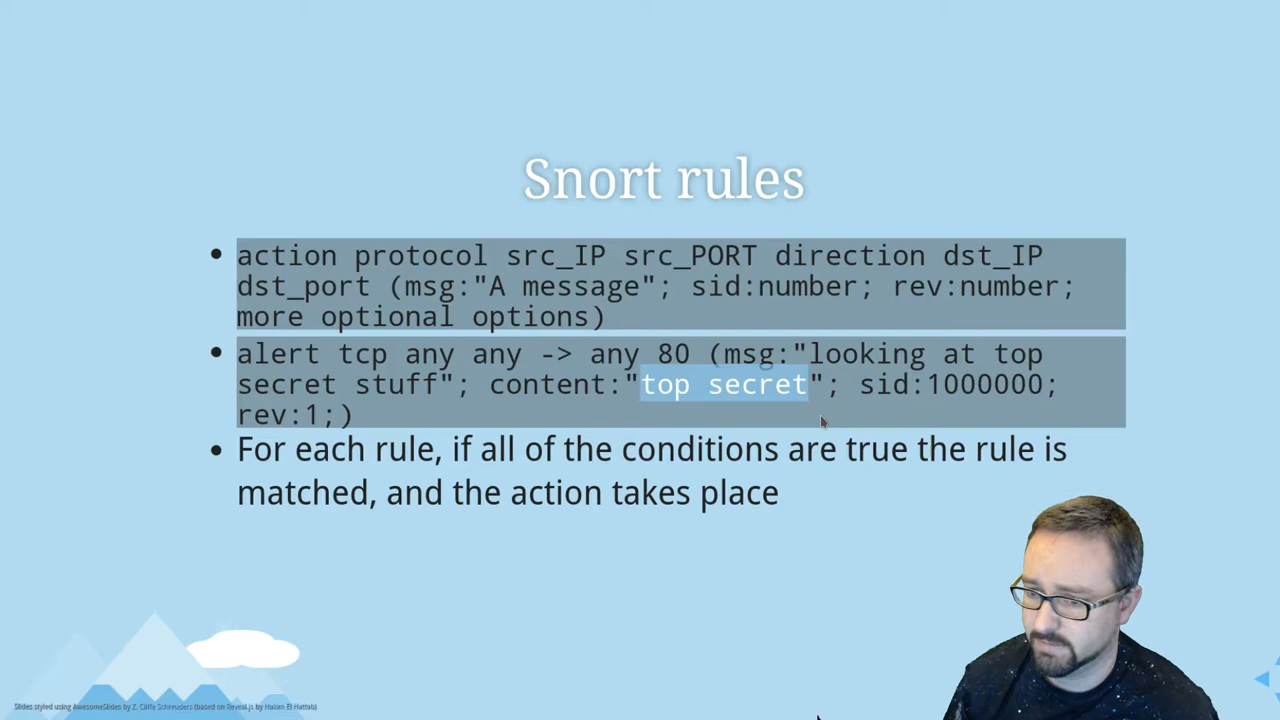 Snort rules
• action protocol src_IP src_PORT direction dst_IP
dst_port (msg:"A message"; sid:number; rev:number;
more optional options)
• alert tcp any any -> any 80 (msg:"looking at top
secret stuff"; content:"top secret"; sid:1000000;
rev:1;)
• For each rule, if all of the conditions are true the rule is
matched, and the action takes place
Slides styled using AwesomeSlides by Z. Cliffe Schreuders (based on Reveal.js by Hakim El Hattab)